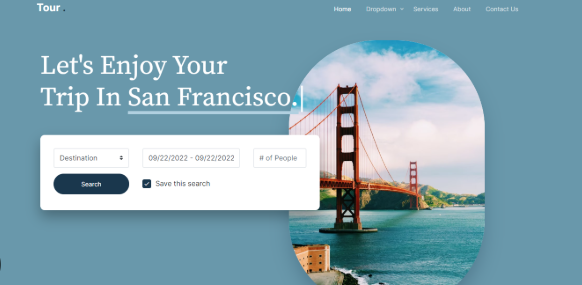 Tour .
Home Dropdown Services About Contact Us
Let's Enjoy Your
Trip In San Francisco.
Destination 09/22/2022 - 09/22/2022 # of People
Search Save this search